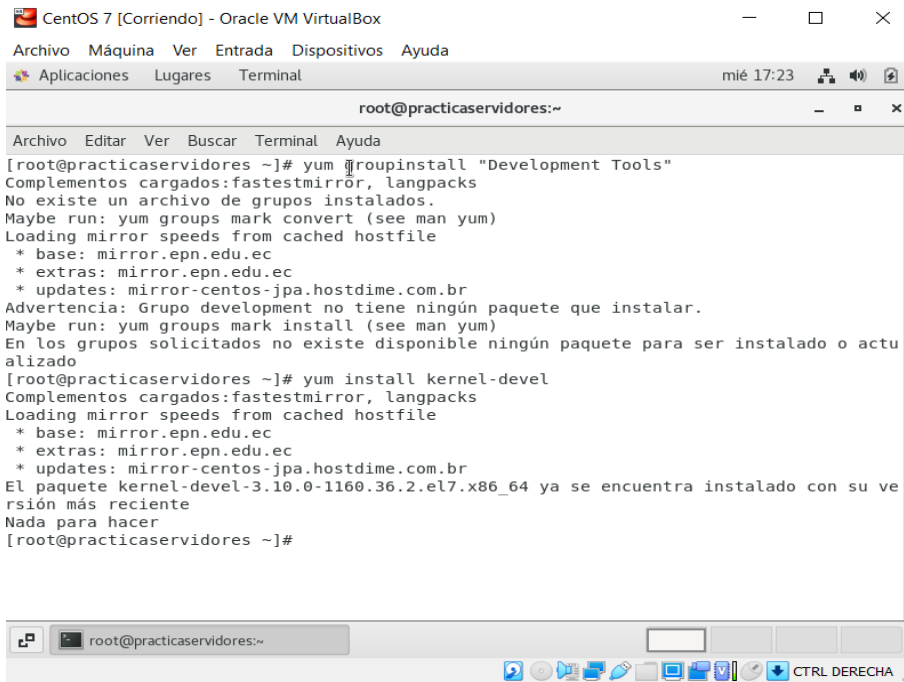 CentOS 7 [Corriendo] - Oracle VM VirtualBox
Archivo Máquina Ver Entrada Dispositivos Ayuda
Aplicaciones Lugares Terminal mié 17:23
root@practicaservidores:~
Archivo Editar Ver Buscar Terminal Ayuda
[root@practicaservidores ~]# yum groupinstall "Development Tools"
Complementos cargados:fastestmirror, langpacks
No existe un archivo de grupos instalados.
Maybe run: yum groups mark convert (see man yum)
Loading mirror speeds from cached hostfile
 * base: mirror.epn.edu.ec
 * extras: mirror.epn.edu.ec
 * updates: mirror-centos-jpa.hostdime.com.br
Advertencia: Grupo development no tiene ningún paquete que instalar.
Maybe run: yum groups mark install (see man yum)
En los grupos solicitados no existe disponible ningún paquete para ser instalado o actu
alizado
[root@practicaservidores ~]# yum install kernel-devel
Complementos cargados:fastestmirror, langpacks
Loading mirror speeds from cached hostfile
 * base: mirror.epn.edu.ec
 * extras: mirror.epn.edu.ec
 * updates: mirror-centos-jpa.hostdime.com.br
El paquete kernel-devel-3.10.0-1160.36.2.el7.x86_64 ya se encuentra instalado con su ve
rsión más reciente
Nada para hacer
[root@practicaservidores ~]#
root@practicaservidores:~
CTRL DERECHA